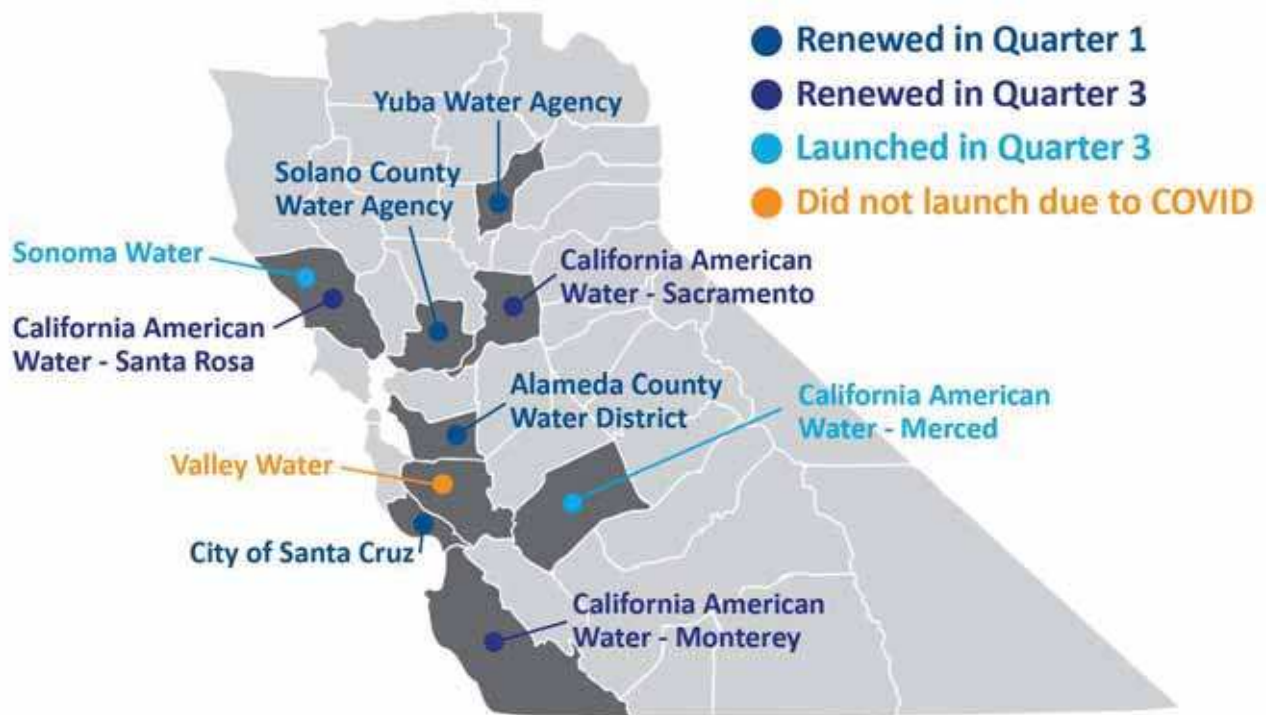 Renewed in Quarter 1
Renewed in Quarter 3
Launched in Quarter 3
Did not launch due to COVID
Yuba Water Agency
Solano County
Water Agency
Sonoma Water
California American
Water - Santa Rosa
California American
Water - Sacramento
Alameda County
Water District
California American
Water - Merced
Valley Water
City of Santa Cruz
California American
Water - Monterey